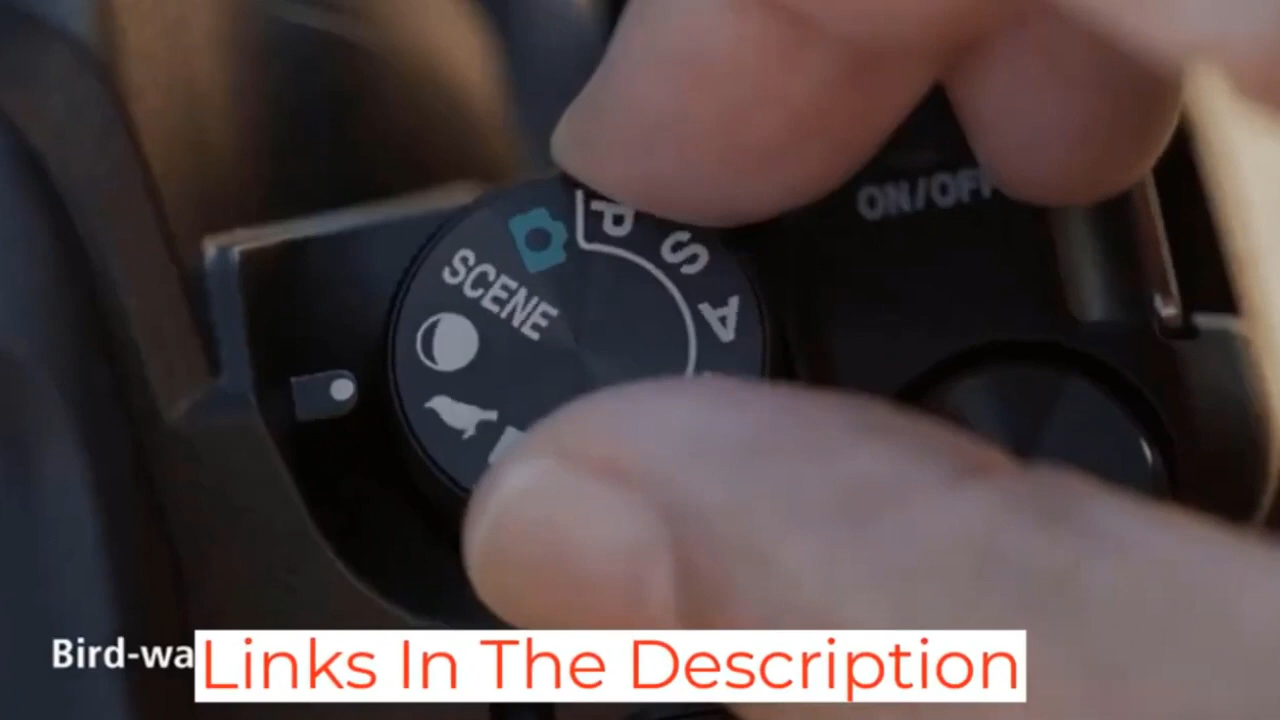 ON/OFF
P
S
A
SCENE
Bird-wa
Links In The Description